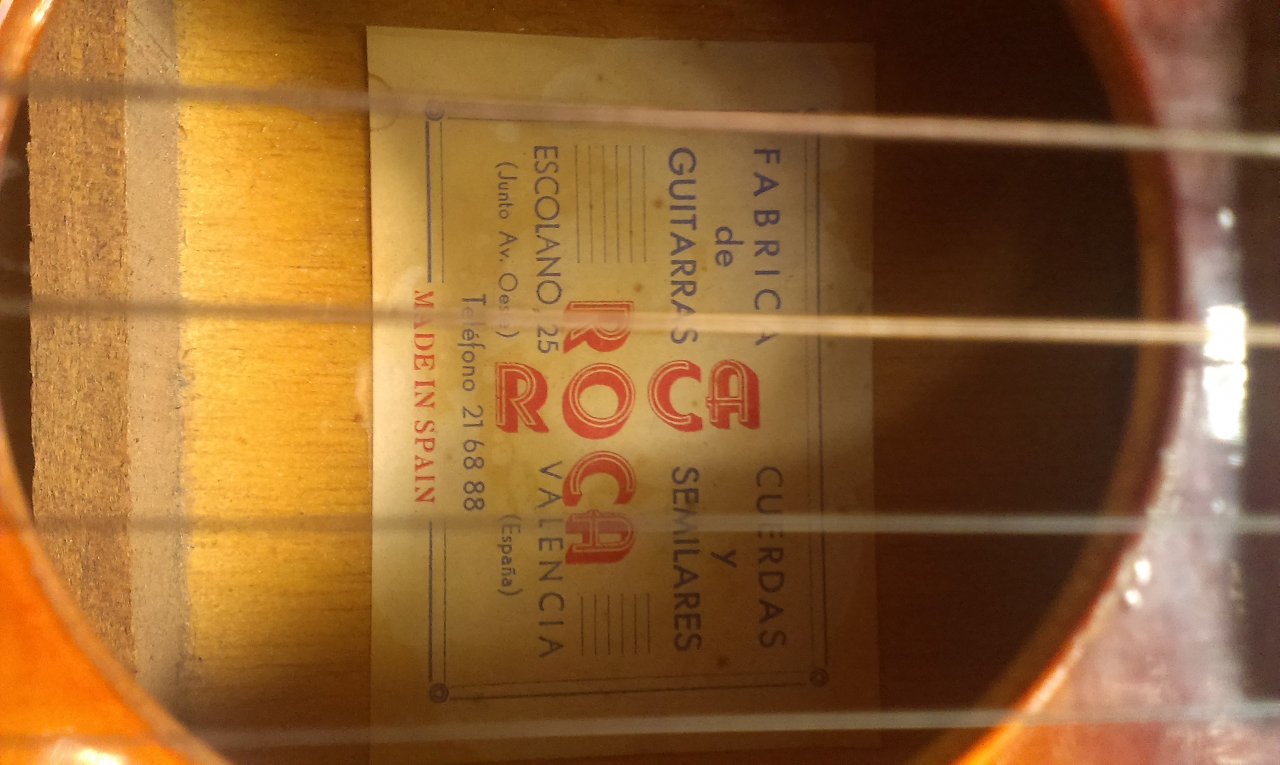 FABRICA CUERDAS
de A y
GUITARRAS C SEMILARES
ROCA
ESCOLANO, 25 VALENCIA
(Junto Av. Oeste) R (España)
Teléfono 21 68 88
MADE IN SPAIN